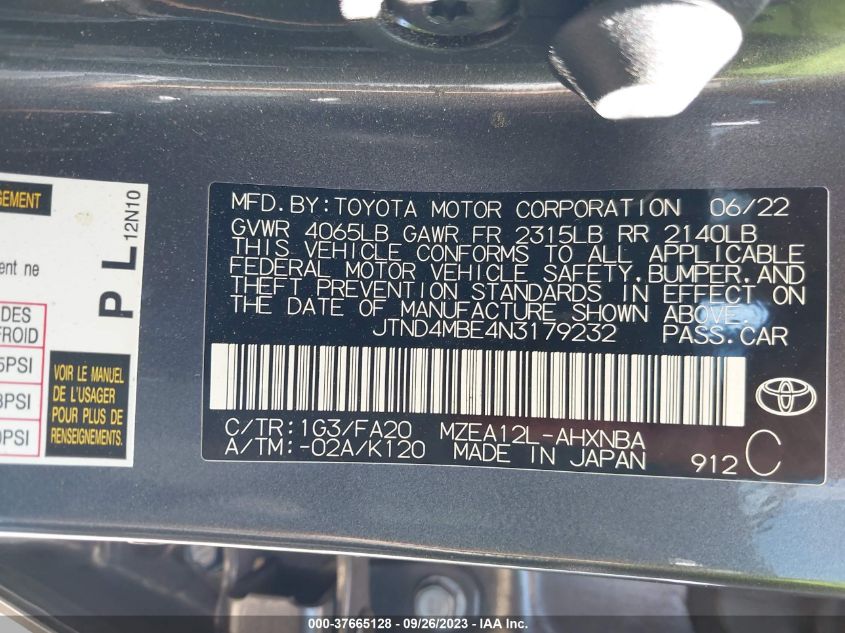 GEMENT
ent ne
DES
FROID
5PSI
PSI
PSI
VOIR LE MANUEL
DE L'USAGER
POUR PLUS DE
RENSEIGNEMENTS.
PL
12N10
MFD.BY:TOYOTA MOTOR CORPORATION 06/22
GVWR 4065LB GAWR FR 2315LB RR 2140LB
THIS VEHICLE CONFORMS TO ALL APPLICABLE
FEDERAL MOTOR VEHICLE SAFETY,BUMPER,AND
THEFT PREVENTION STANDARDS IN EFFECT ON
THE DATE OF MANUFACTURE SHOWN ABOVE.
JTND4MBE4N3179232 PASS.CAR
C/TR:1G3/FA20 MZEA12L-AHXNBA
A/TM:-02A/K120 MADE IN JAPAN 912 C
000-37665128 - 09/26/2023 - IAA Inc.